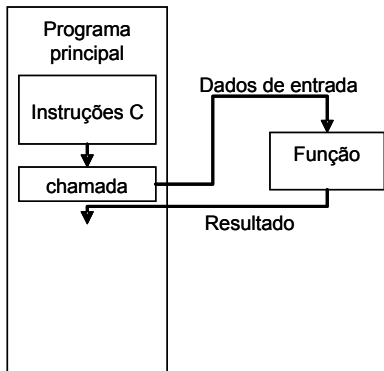 Programa
principal
Instruções C
chamada
Dados de entrada
Função
Resultado